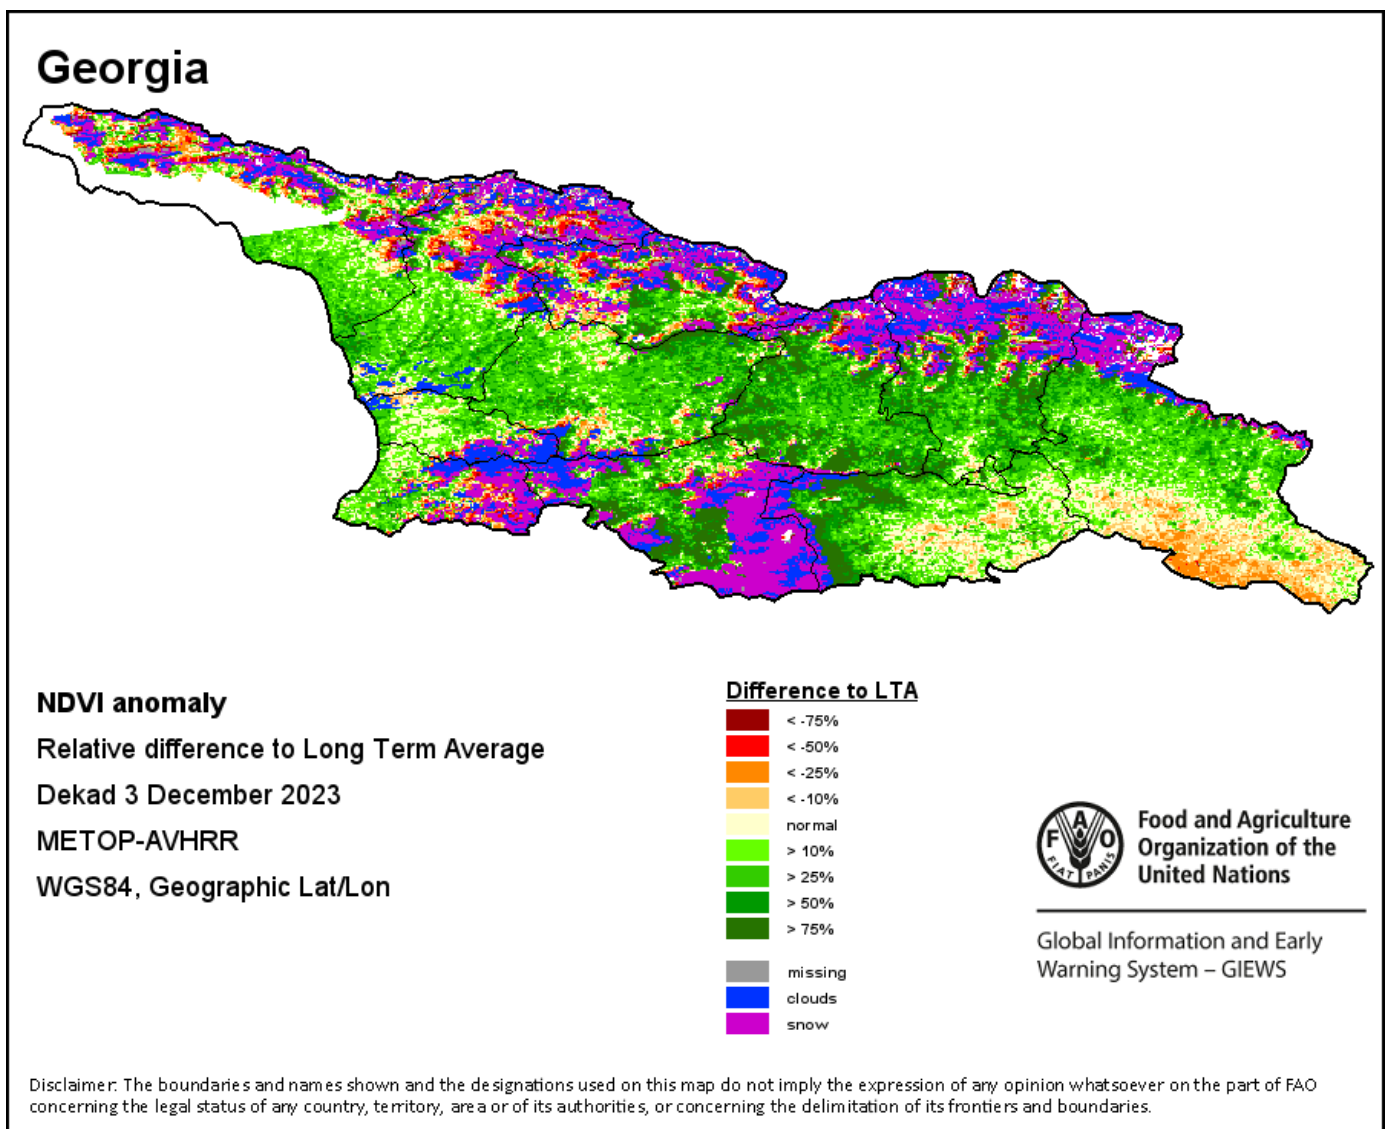 Georgia
NDVI anomaly
Relative difference to Long Term Average
Dekad 3 December 2023
METOP-AVHRR
WGS84, Geographic Lat/Lon
Difference to LTA
< -75%
< -50%
< -25%
< -10%
normal
> 10%
> 25%
> 50%
> 75%
missing
clouds
snow
F A O
FIAT PANIS
Food and Agriculture
Organization of the
United Nations
Global Information and Early
Warning System – GIEWS
Disclaimer: The boundaries and names shown and the designations used on this map do not imply the expression of any opinion whatsoever on the part of FAO
concerning the legal status of any country, territory, area or of its authorities, or concerning the delimitation of its frontiers and boundaries.